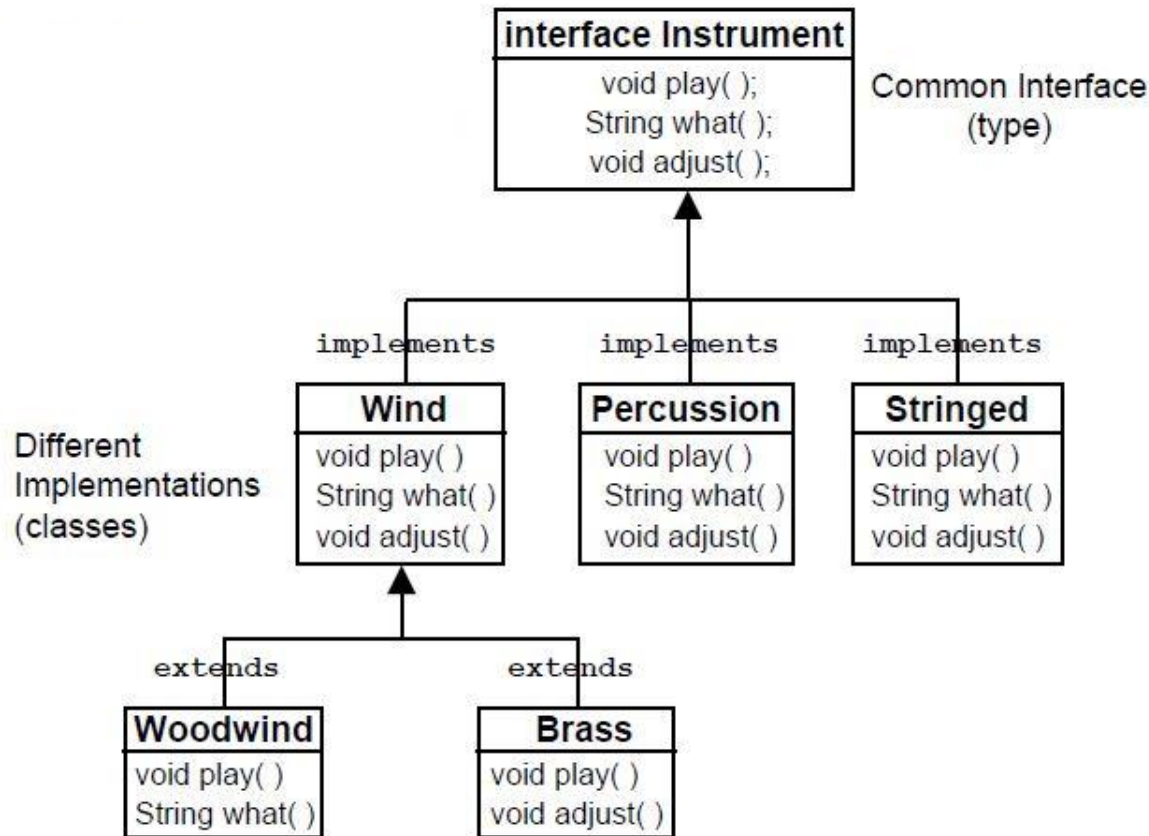 interface Instrument
void play( );
String what( );
void adjust( );
Common Interface
(type)
implements
implements
implements
Different
Implementations
(classes)
Wind
void play( )
String what( )
void adjust( )
Percussion
void play( )
String what( )
void adjust( )
Stringed
void play( )
String what( )
void adjust( )
extends
extends
Woodwind
void play( )
String what( )
Brass
void play( )
void adjust( )